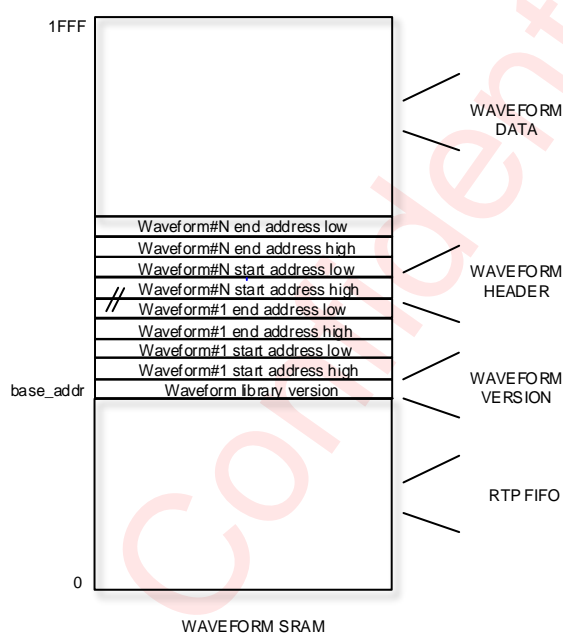 1FFF
WAVEFORM
DATA
Waveform#N end address low
Waveform#N end address high
Waveform#N start address low
Waveform#N start address high
Waveform#1 end address low
Waveform#1 end address high
Waveform#1 start address low
Waveform#1 start address high
WAVEFORM
HEADER
base_addr
Waveform library version
WAVEFORM
VERSION
RTP FIFO
0
WAVEFORM SRAM
Confident